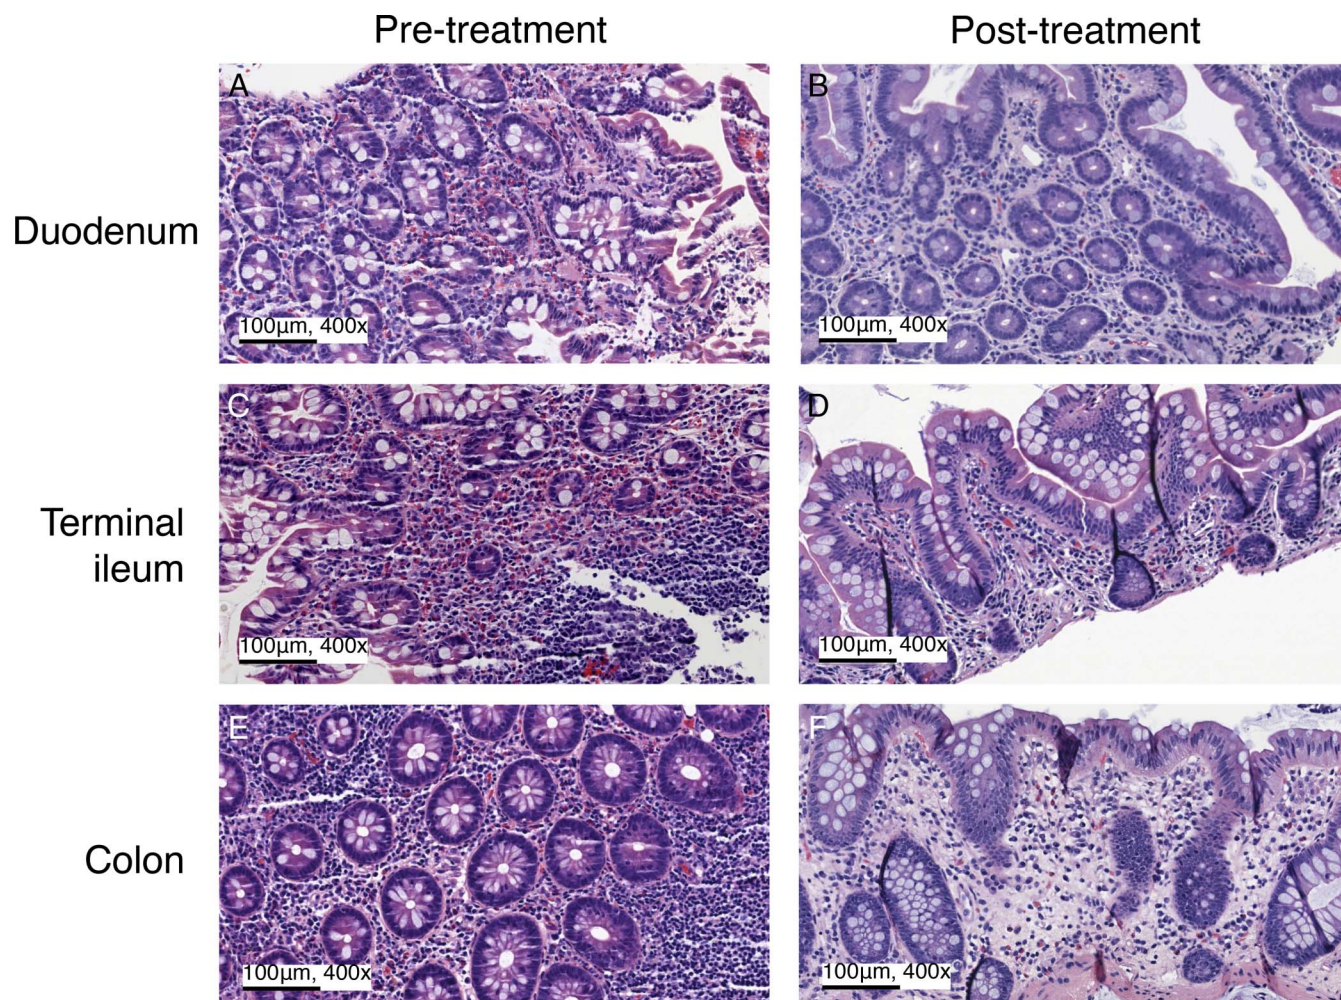 Pre-treatment
Post-treatment
Duodenum
A
100µm, 400x
B
100µm, 400x
Terminal
ileum
C
100µm, 400x
D
100µm, 400x
Colon
E
100µm, 400x
F
100µm, 400x